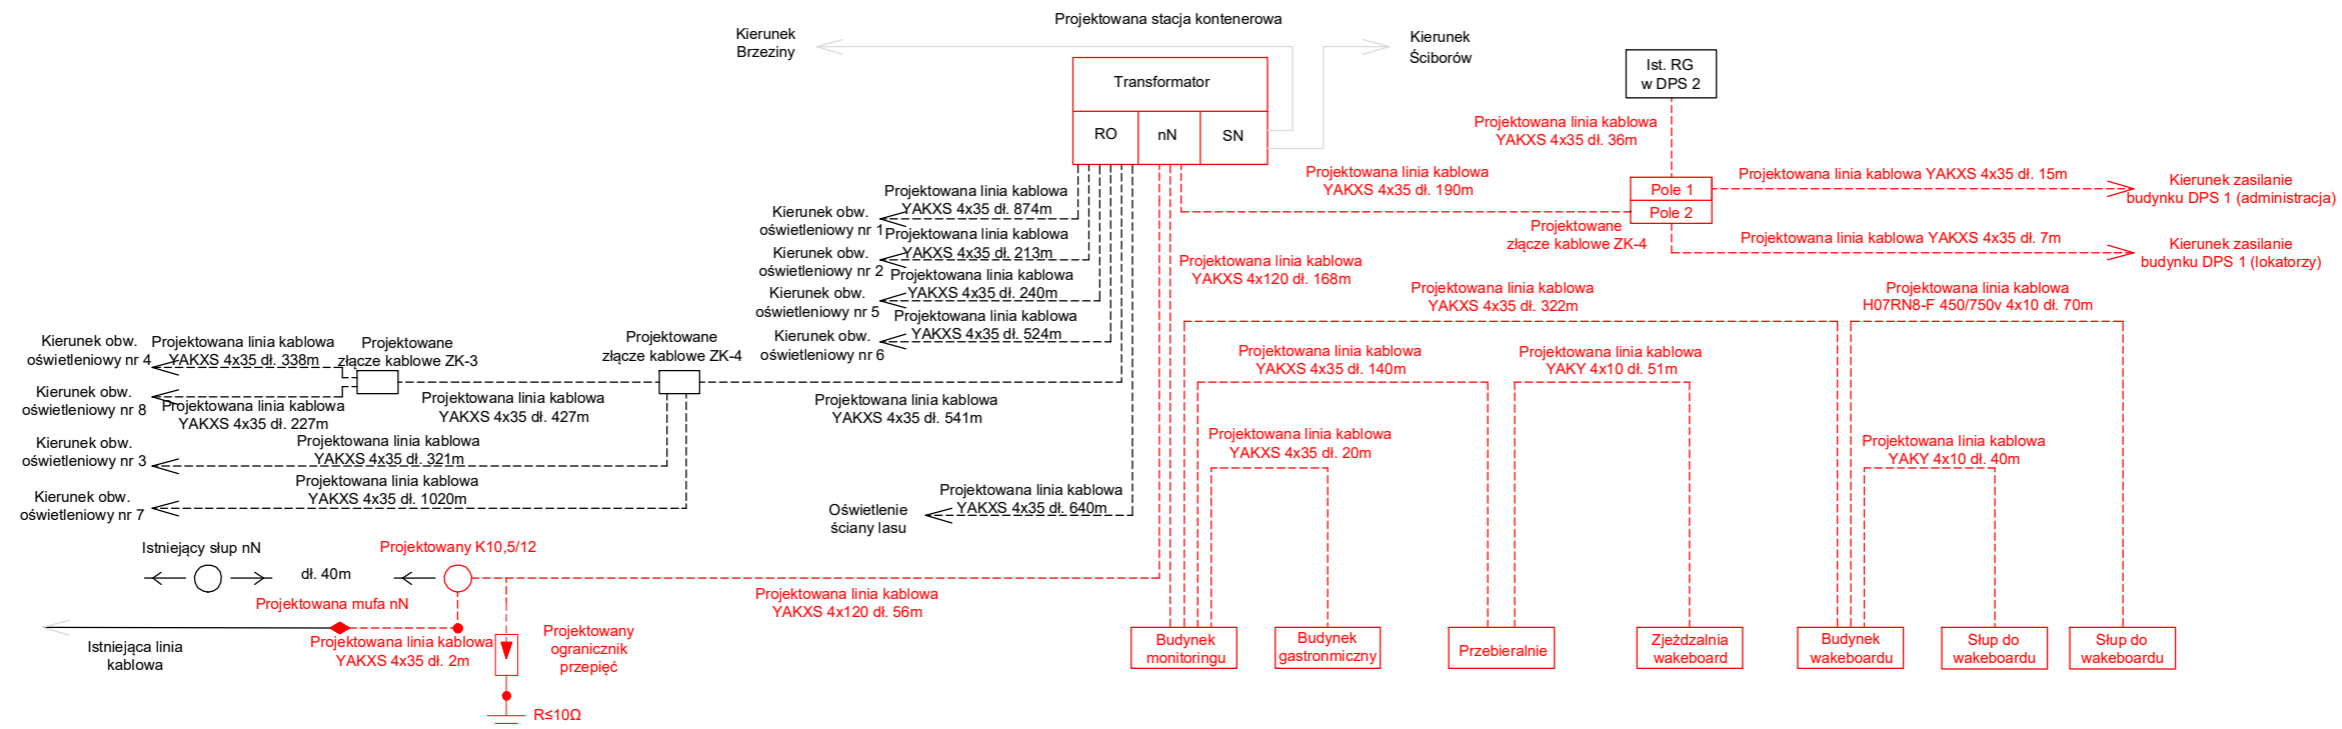 Projektowana stacja kontenerowa
Kierunek
Brzeziny
Kierunek
Ściborów
Transformator
RO
nN
SN
Ist. RG
w DPS 2
Projektowana linia kablowa
YAKXS 4x35 dł. 36m
Projektowana linia kablowa
YAKXS 4x35 dł. 190m
Pole 1
Pole 2
Projektowane
złącze kablowe ZK-4
Projektowana linia kablowa YAKXS 4x35 dł. 15m
Kierunek zasilanie
budynku DPS 1 (administracja)
Projektowana linia kablowa YAKXS 4x35 dł. 7m
Kierunek zasilanie
budynku DPS 1 (lokatorzy)
Projektowana linia kablowa
YAKXS 4x35 dł. 874m
Kierunek obw.
oświetleniowy nr 1
Projektowana linia kablowa
YAKXS 4x35 dł. 213m
Kierunek obw.
oświetleniowy nr 2
Projektowana linia kablowa
YAKXS 4x35 dł. 240m
Kierunek obw.
oświetleniowy nr 5
Projektowana linia kablowa
YAKXS 4x35 dł. 524m
Kierunek obw.
oświetleniowy nr 6
Projektowana linia kablowa
YAKXS 4x120 dł. 168m
Projektowana linia kablowa
YAKXS 4x35 dł. 322m
Projektowana linia kablowa
H07RN8-F 450/750v 4x10 dł. 70m
Kierunek obw.
oświetleniowy nr 4
Projektowana linia kablowa
YAKXS 4x35 dł. 338m
Projektowane
złącze kablowe ZK-3
Projektowane
złącze kablowe ZK-4
Kierunek obw.
oświetleniowy nr 8
Projektowana linia kablowa
YAKXS 4x35 dł. 227m
Projektowana linia kablowa
YAKXS 4x35 dł. 427m
Projektowana linia kablowa
YAKXS 4x35 dł. 541m
Projektowana linia kablowa
YAKXS 4x35 dł. 140m
Projektowana linia kablowa
YAKY 4x10 dł. 51m
Kierunek obw.
oświetleniowy nr 3
Projektowana linia kablowa
YAKXS 4x35 dł. 321m
Projektowana linia kablowa
YAKXS 4x35 dł. 20m
Projektowana linia kablowa
YAKY 4x10 dł. 40m
Kierunek obw.
oświetleniowy nr 7
Projektowana linia kablowa
YAKXS 4x35 dł. 1020m
Oświetlenie
ściany lasu
Projektowana linia kablowa
YAKXS 4x35 dł. 640m
Istniejący słup nN
dł. 40m
Projektowany K10,5/12
Projektowana mufa nN
Istniejąca linia
kablowa
Projektowana linia kablowa
YAKXS 4x35 dł. 2m
Projektowany
ogranicznik
przepięć
R≤10Ω
Projektowana linia kablowa
YAKXS 4x120 dł. 56m
Budynek
monitoringu
Budynek
gastronmiczny
Przebieralnie
Zjeżdzalnia
wakeboard
Budynek
wakeboardu
Słup do
wakeboardu
Słup do
wakeboardu